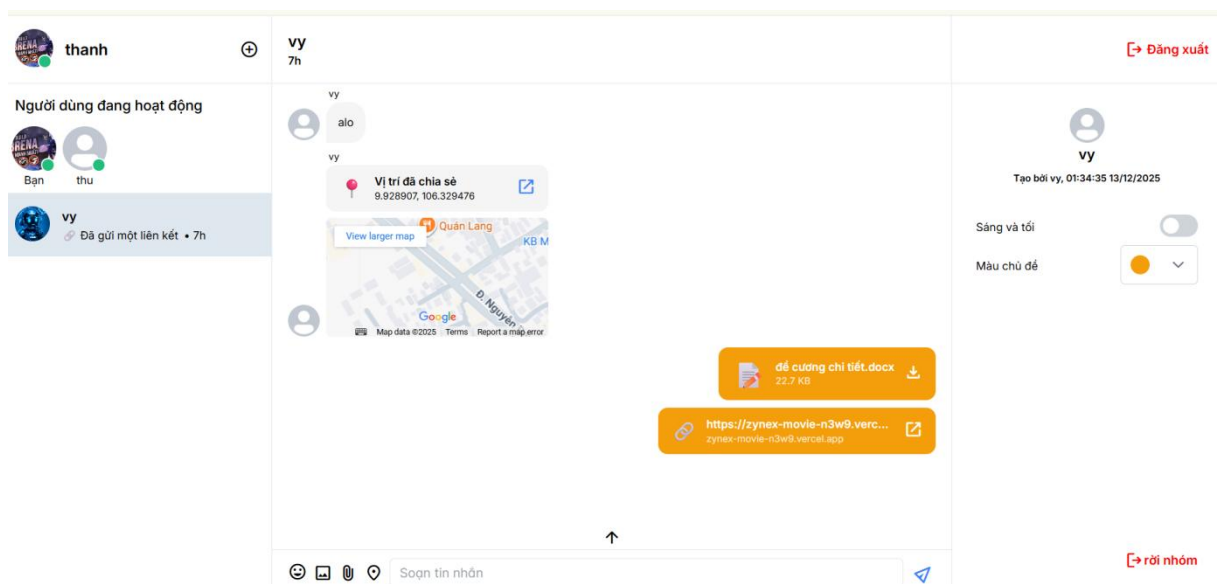 thanh
Người dùng đang hoạt động
Bạn
thu
vy
Đã gửi một liên kết • 7h
vy
7h
vy
alo
vy
Vị trí đã chia sẻ
9.928907, 106.329476
View larger map
Quán Lang
KB M
Đ. Nguyễn
Google
Map data ©2025 Terms Report a map error
đề cương chi tiết.docx
22.7 KB
https://zynex-movie-n3w9.verc...
zynex-movie-n3w9.vercel.app
Soạn tin nhắn
Đăng xuất
vy
Tạo bởi vy, 01:34:35 13/12/2025
Sáng và tối
Màu chủ đề
rời nhóm